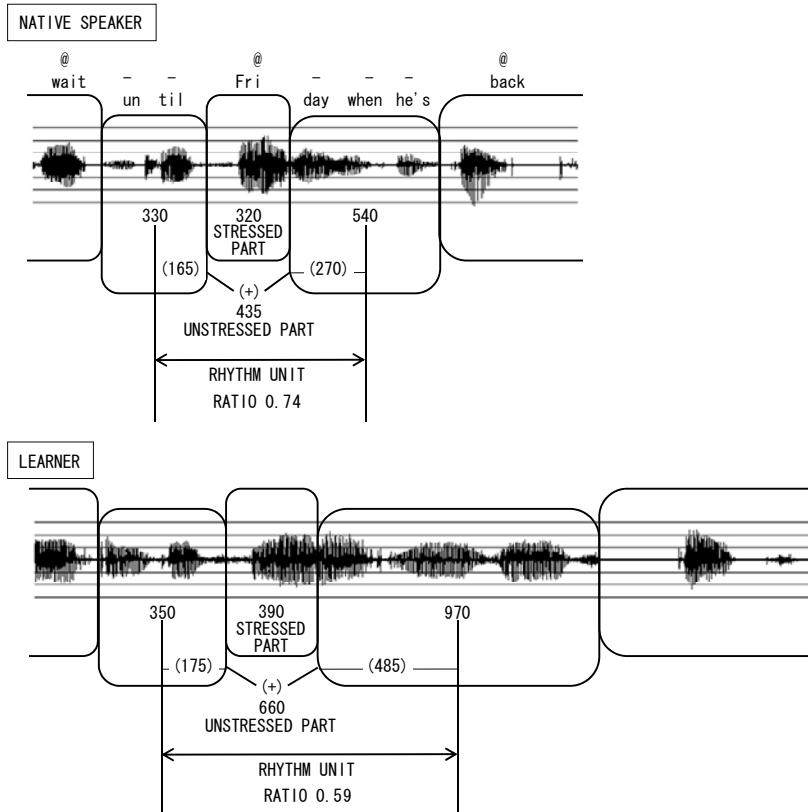 NATIVE SPEAKER
@ @ @
wait – – Fri – – – back
un til day when he's
330 320 540
STRESSED
PART
(165) (270)
(+)
435
UNSTRESSED PART
RHYTHM UNIT
RATIO 0.74
LEARNER
350 390 970
STRESSED
PART
(175) (485)
(+)
660
UNSTRESSED PART
RHYTHM UNIT
RATIO 0.59